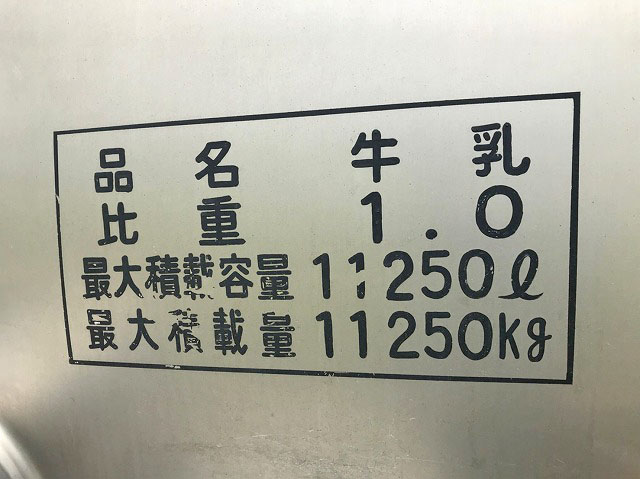 品名 牛乳
比重 1.0
最大積載容量 11250ℓ
最大積載量 11250kg